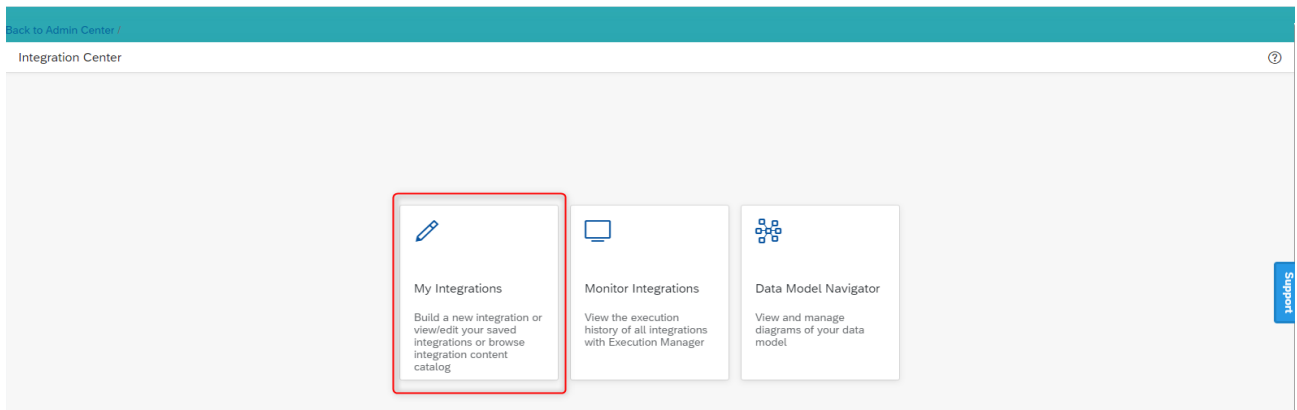 Back to Admin Center /
Integration Center
My Integrations
Build a new integration or
view/edit your saved
integrations or browse
integration content
catalog
Monitor Integrations
View the execution
history of all integrations
with Execution Manager
Data Model Navigator
View and manage
diagrams of your data
model
Support